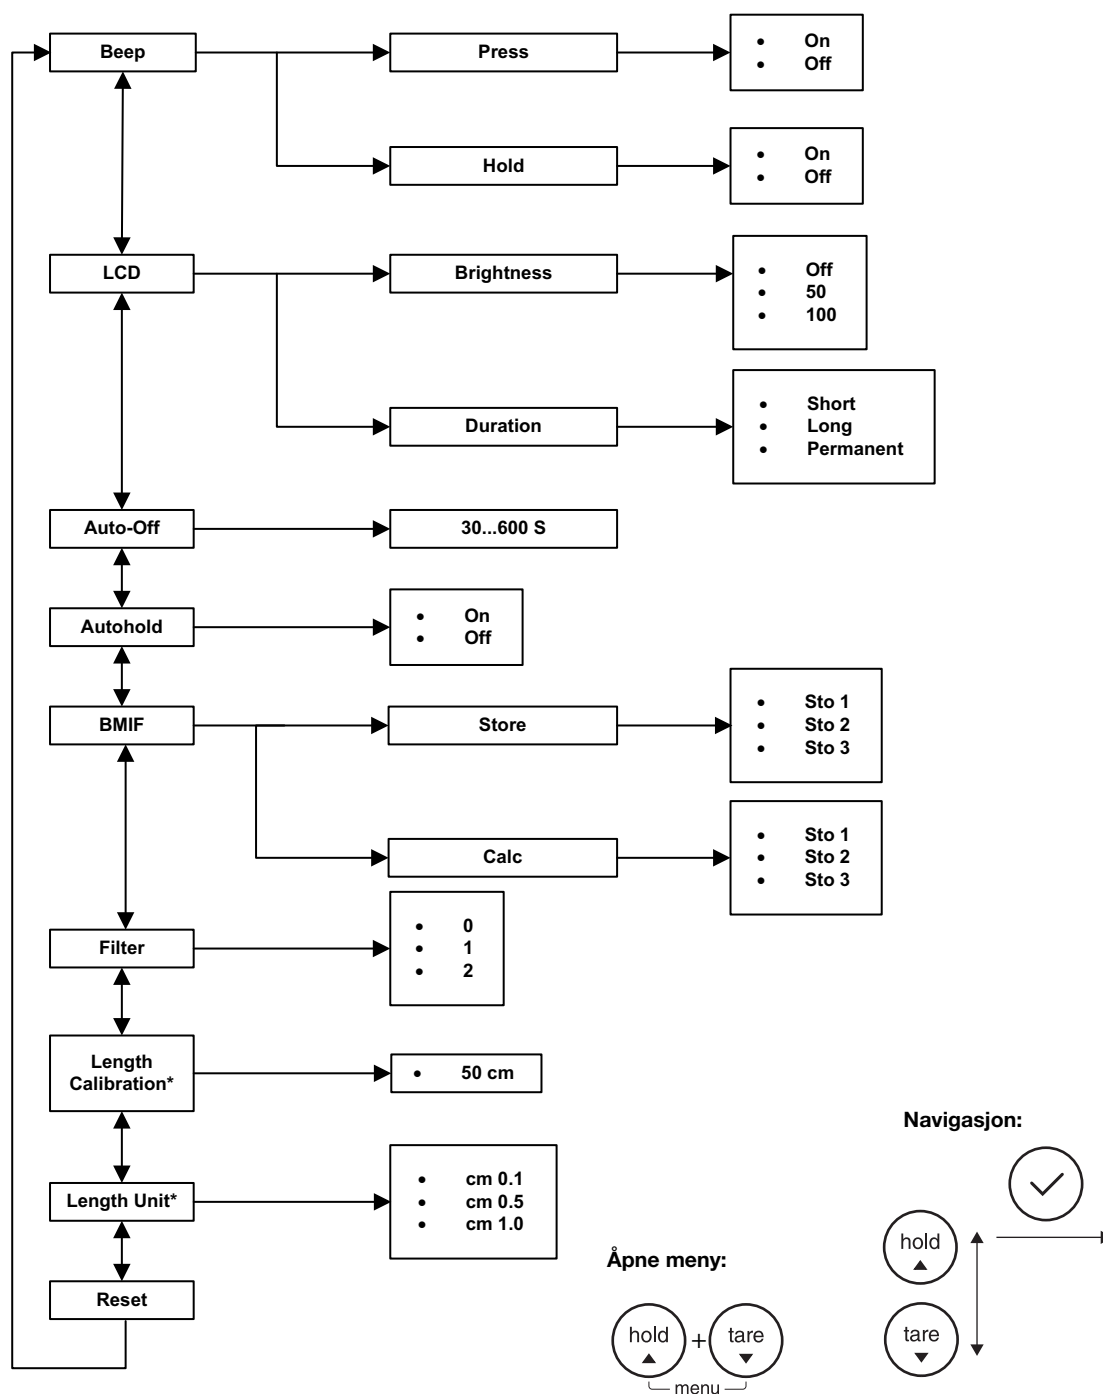 Beep
Press
• On
• Off
Hold
• On
• Off
LCD
Brightness
• Off
• 50
• 100
Duration
• Short
• Long
• Permanent
Auto-Off
30...600 S
Autohold
• On
• Off
BMIF
Store
• Sto 1
• Sto 2
• Sto 3
Calc
• Sto 1
• Sto 2
• Sto 3
Filter
• 0
• 1
• 2
Length
Calibration*
• 50 cm
Length Unit*
• cm 0.1
• cm 0.5
• cm 1.0
Reset
Åpne meny:
hold + tare
menu
Navigasjon:
hold
tare